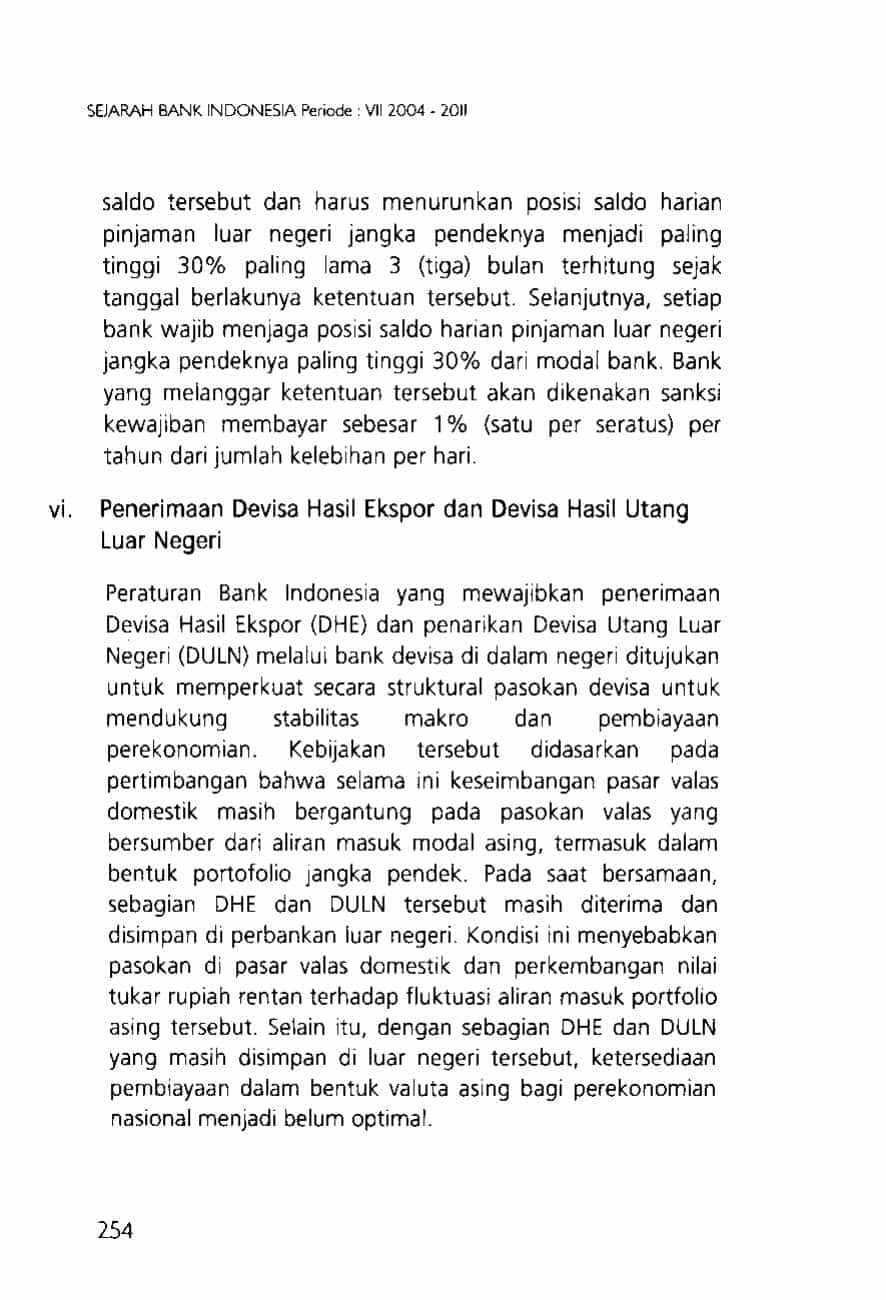 SEJARAH BANK INDONESIA Periode : VII 2004 - 2011
saldo tersebut dan harus menurunkan posisi saldo harian
pinjaman luar negeri jangka pendeknya menjadi paling
tinggi 30% paling lama 3 (tiga) bulan terhitung sejak
tanggal berlakunya ketentuan tersebut. Selanjutnya, setiap
bank wajib menjaga posisi saldo harian pinjaman luar negeri
jangka pendeknya paling tinggi 30% dari modal bank. Bank
yang melanggar ketentuan tersebut akan dikenakan sanksi
kewajiban membayar sebesar 1% (satu per seratus) per
tahun dari jumlah kelebihan per hari.
vi. Penerimaan Devisa Hasil Ekspor dan Devisa Hasil Utang
Luar Negeri
Peraturan Bank Indonesia yang mewajibkan penerimaan
Devisa Hasil Ekspor (DHE) dan penarikan Devisa Utang Luar
Negeri (DULN) melalui bank devisa di dalam negeri ditujukan
untuk memperkuat secara struktural pasokan devisa untuk
mendukung stabilitas makro dan pembiayaan
perekonomian. Kebijakan tersebut didasarkan pada
pertimbangan bahwa selama ini keseimbangan pasar valas
domestik masih bergantung pada pasokan valas yang
bersumber dari aliran masuk modal asing, termasuk dalam
bentuk portofolio jangka pendek. Pada saat bersamaan,
sebagian DHE dan DULN tersebut masih diterima dan
disimpan di perbankan luar negeri. Kondisi ini menyebabkan
pasokan di pasar valas domestik dan perkembangan nilai
tukar rupiah rentan terhadap fluktuasi aliran masuk portfolio
asing tersebut. Selain itu, dengan sebagian DHE dan DULN
yang masih disimpan di luar negeri tersebut, ketersediaan
pembiayaan dalam bentuk valuta asing bagi perekonomian
nasional menjadi belum optimal.
254